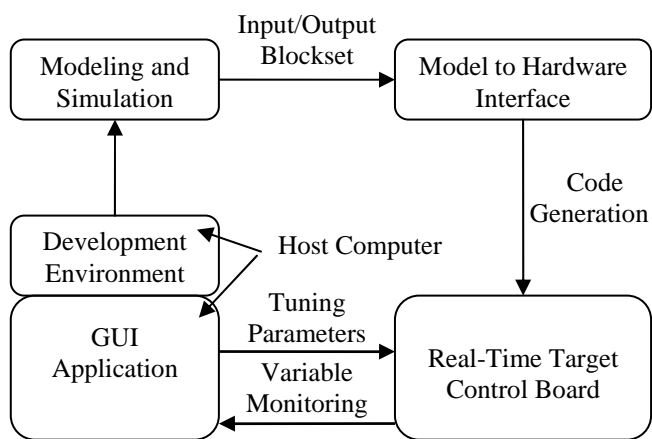 Input/Output
Blockset
Modeling and
Simulation
Model to Hardware
Interface
Code
Generation
Development
Environment
Host Computer
Tuning
Parameters
GUI
Application
Real-Time Target
Control Board
Variable
Monitoring